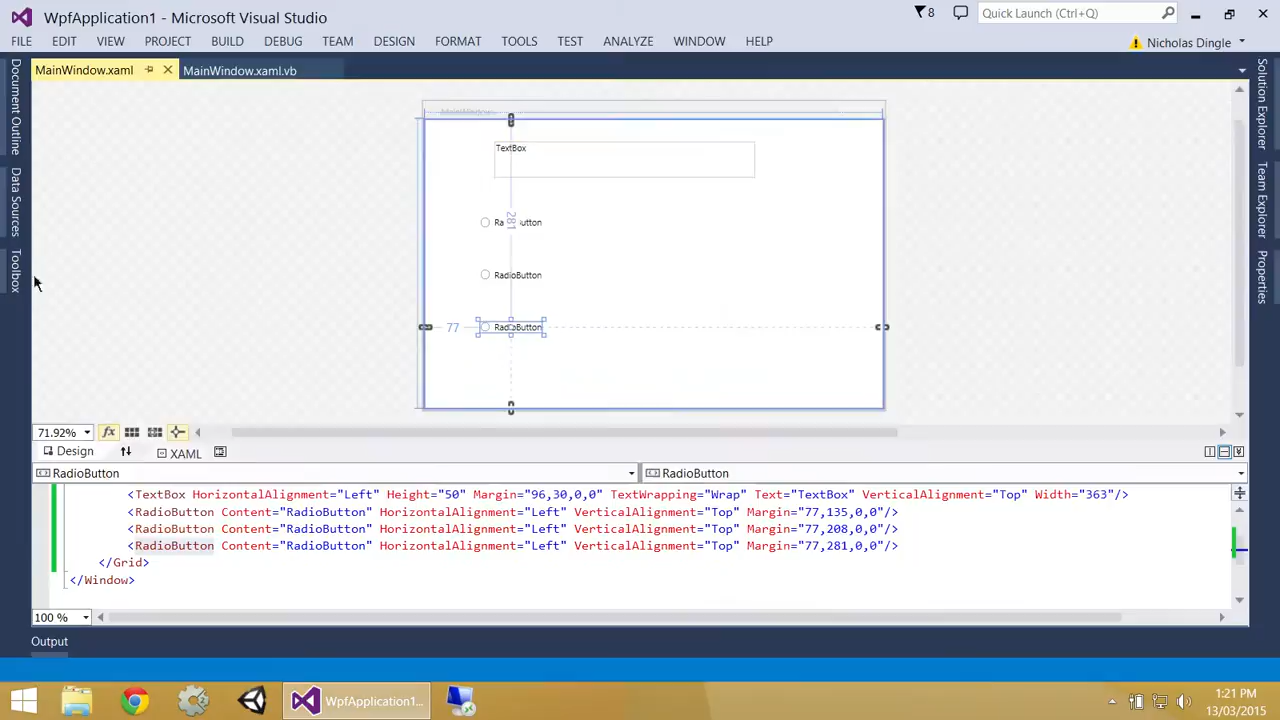 WpfApplication1 - Microsoft Visual Studio
8
Quick Launch (Ctrl+Q)
FILE EDIT VIEW PROJECT BUILD DEBUG TEAM DESIGN FORMAT TOOLS TEST ANALYZE WINDOW HELP
Nicholas Dingle
MainWindow.xaml
MainWindow.xaml.vb
Document Outline
Data Sources
Toolbox
Solution Explorer
Team Explorer
Properties
MainWindow
TextBox
281
RadioButton
77
RadioButton
71.92%
fx
Design
XAML
RadioButton
RadioButton
<TextBox HorizontalAlignment="Left" Height="50" Margin="96,30,0,0" TextWrapping="Wrap" Text="TextBox" VerticalAlignment="Top" Width="363"/>
<RadioButton Content="RadioButton" HorizontalAlignment="Left" VerticalAlignment="Top" Margin="77,135,0,0"/>
<RadioButton Content="RadioButton" HorizontalAlignment="Left" VerticalAlignment="Top" Margin="77,208,0,0"/>
<RadioButton Content="RadioButton" HorizontalAlignment="Left" VerticalAlignment="Top" Margin="77,281,0,0"/>
</Grid>
</Window>
100 %
Output
WpfApplication1...
1:21 PM
13/03/2015